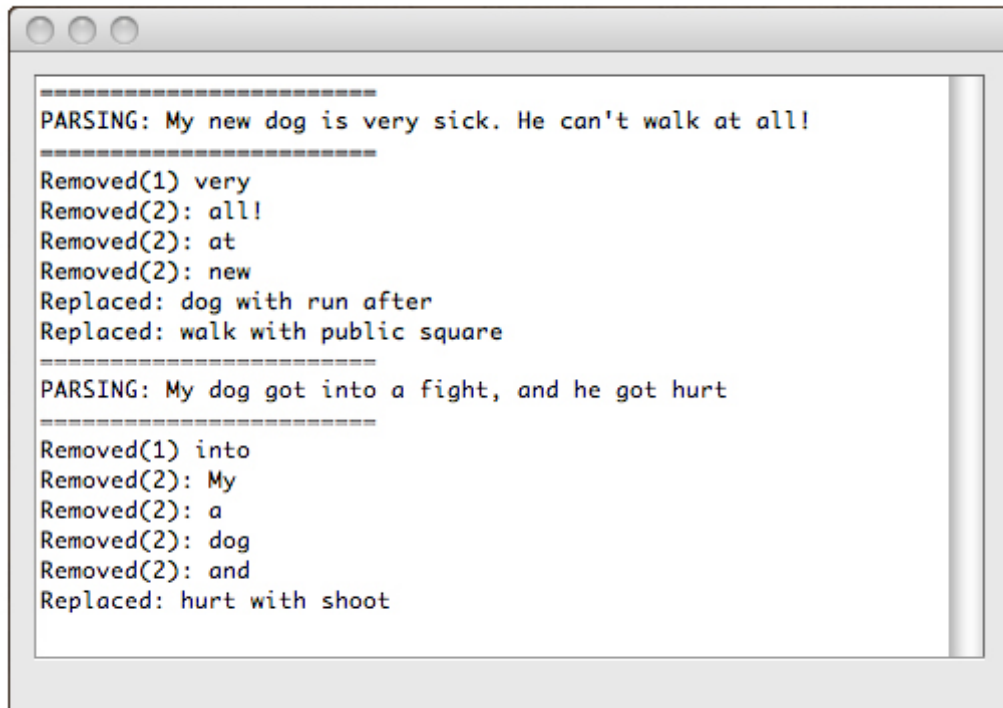 ========================
PARSING: My new dog is very sick. He can't walk at all!
========================
Removed(1) very
Removed(2): all!
Removed(2): at
Removed(2): new
Replaced: dog with run after
Replaced: walk with public square
========================
PARSING: My dog got into a fight, and he got hurt
========================
Removed(1) into
Removed(2): My
Removed(2): a
Removed(2): dog
Removed(2): and
Replaced: hurt with shoot